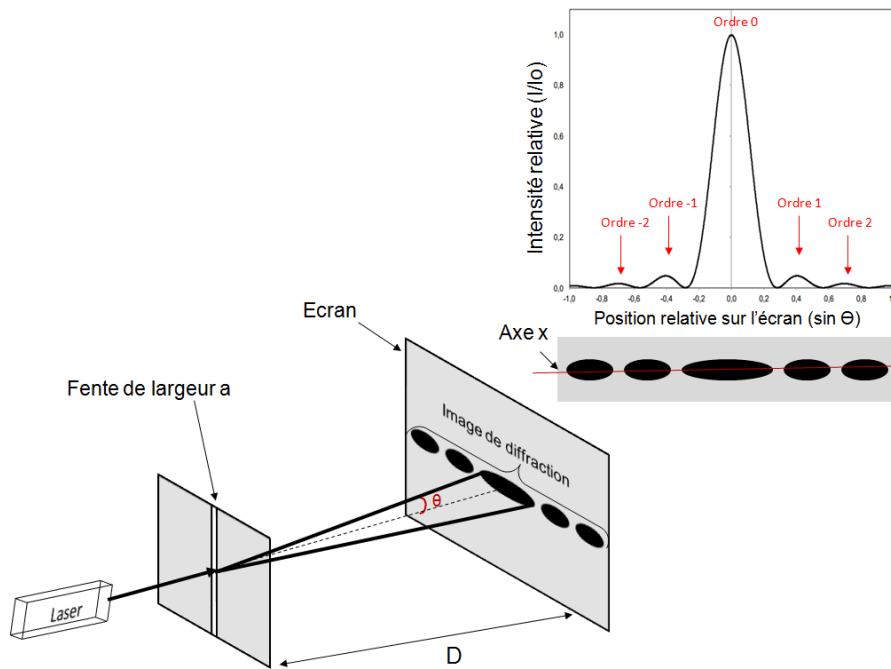 Ordre 0
Intensité relative (I/Io)
1,0
0,8
0,6
0,4
0,2
0,0
Ordre -2
Ordre -1
Ordre 1
Ordre 2
-1,0 -0,8 -0,6 -0,4 -0,2 0,0 0,2 0,4 0,6 0,8 1
Position relative sur l'écran (sin Θ)
Axe x
Ecran
Fente de largeur a
Image de diffraction
Θ
Laser
D